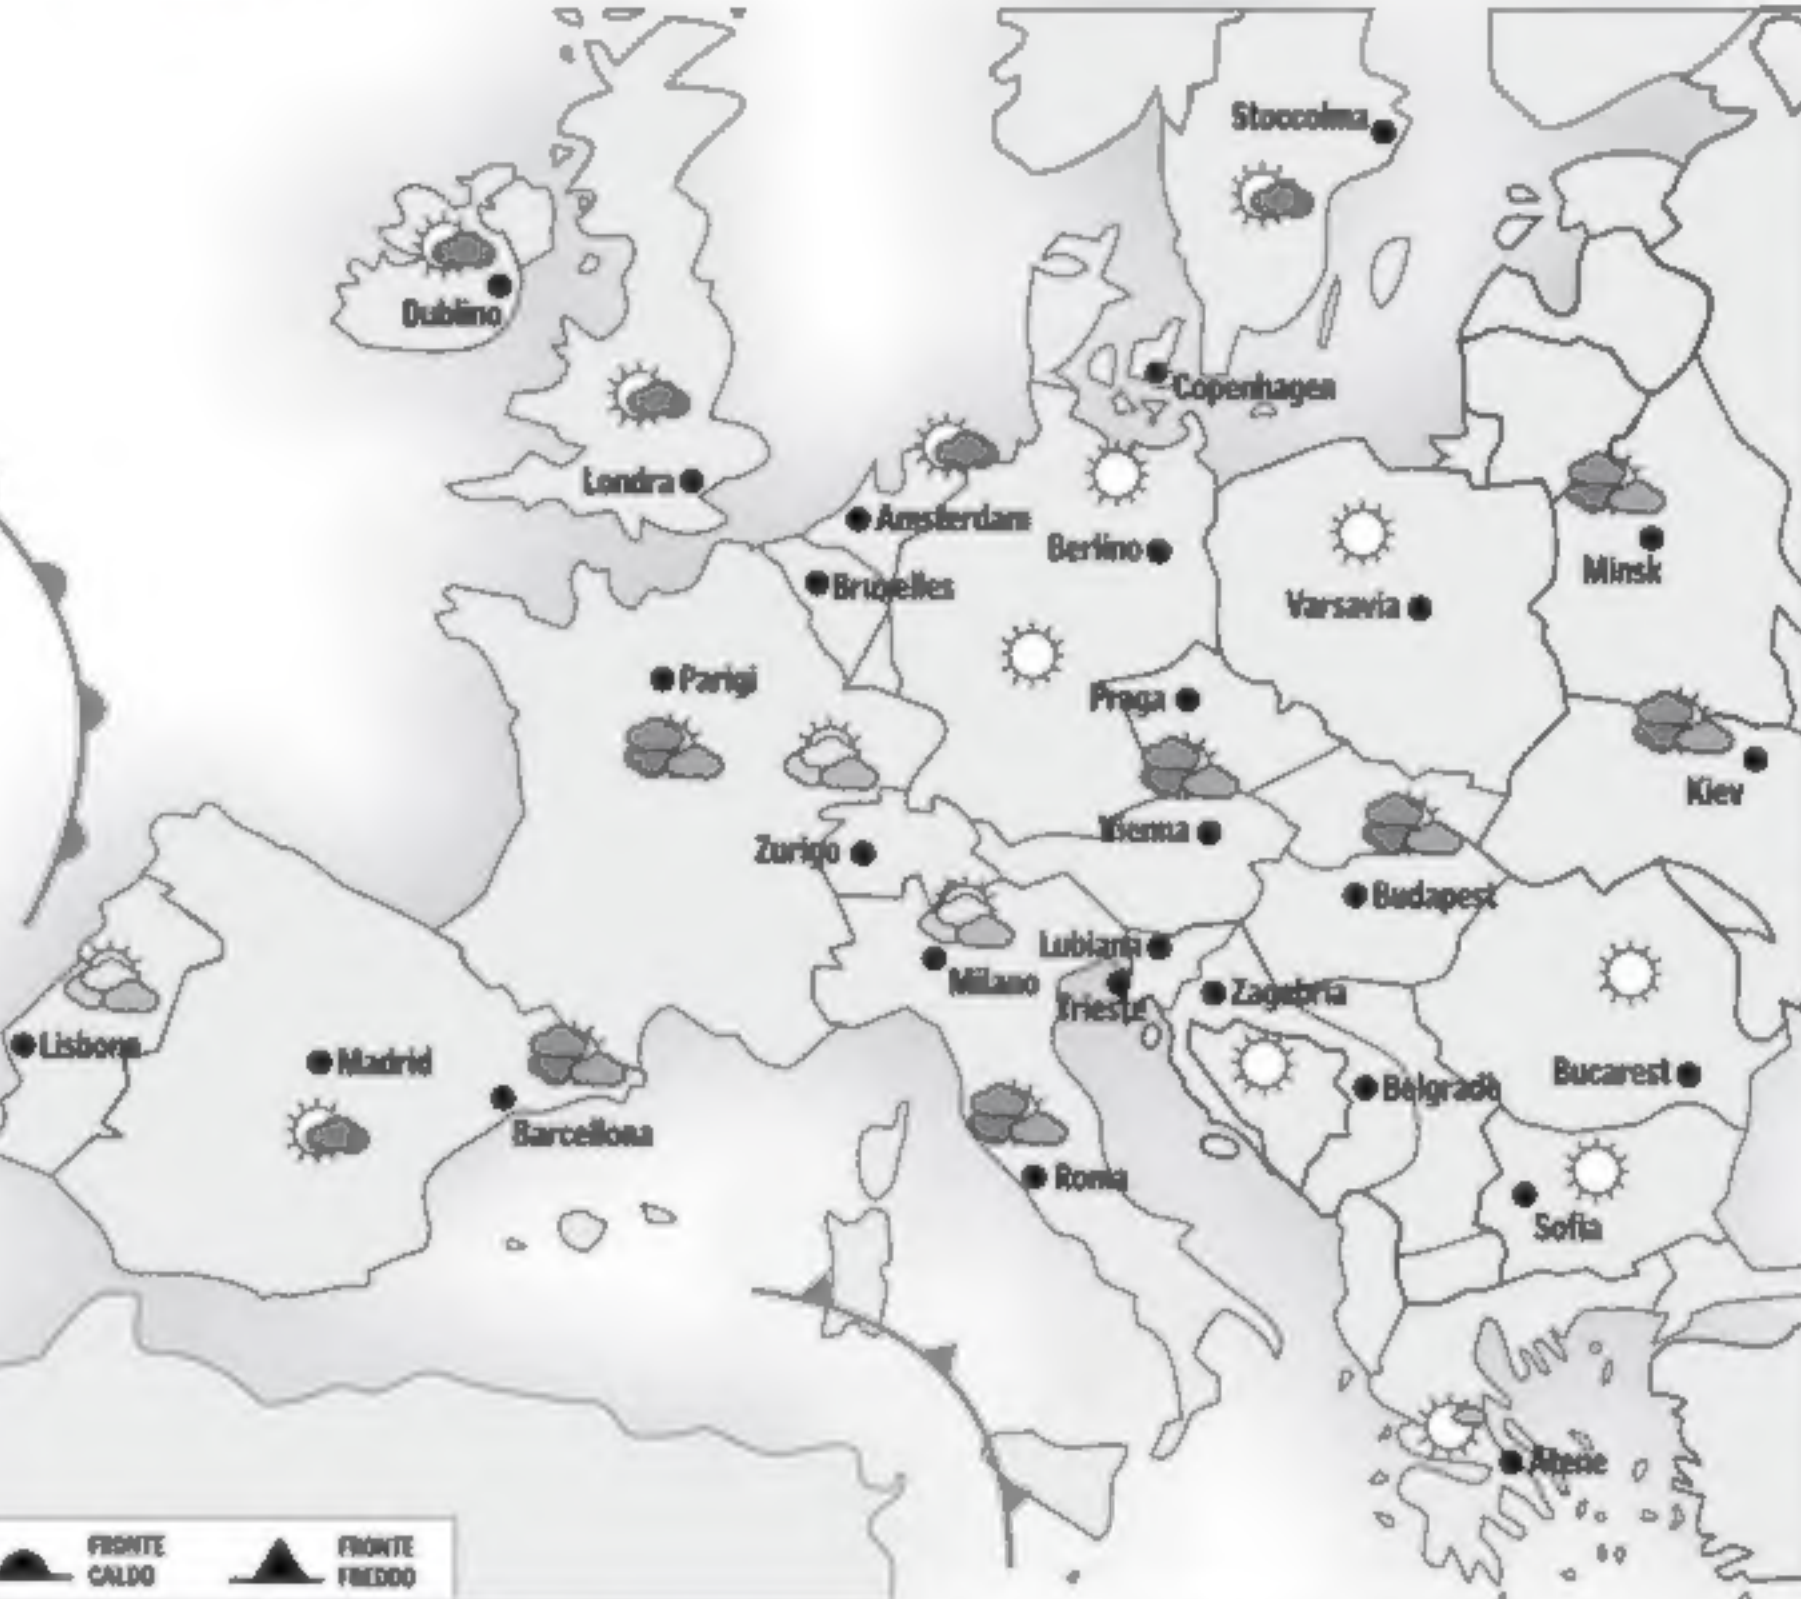 Stoccolma
Dublino
Copenhagen
Londra
Amsterdam
Berlino
Minsk
Bruxelles
Varsavia
Parigi
Praga
Kiev
Vienna
Zurigo
Budapest
Lubiana
Milano
Zagabria
Trieste
Lisbona
Madrid
Belgrado
Bucarest
Barcellona
Roma
Sofia
Atene
FRONTE
CALDO
FRONTE
FREDDO